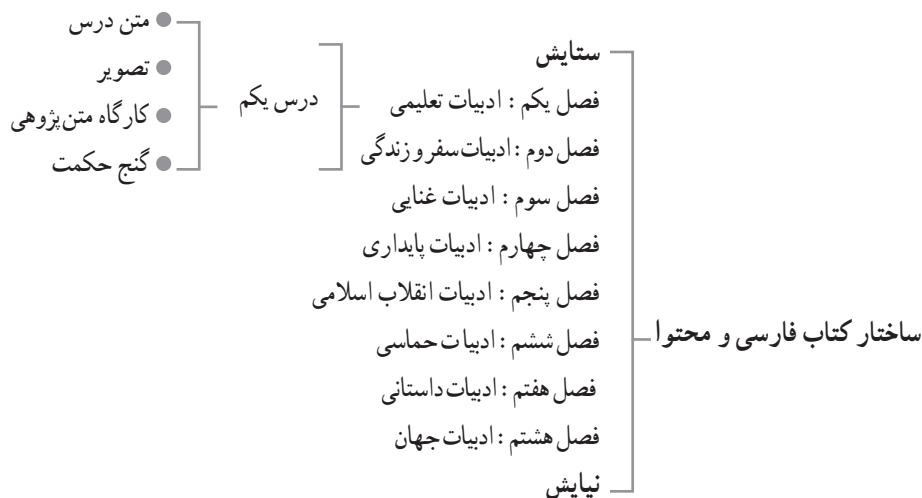 ساختار کتاب فارسی و محتوا
ستایش
فصل یکم : ادبیات تعلیمی
فصل دوم : ادبیات سفر و زندگی
فصل سوم : ادبیات غنایی
فصل چهارم : ادبیات پایداری
فصل پنجم : ادبیات انقلاب اسلامی
فصل ششم : ادبیات حماسی
فصل هفتم : ادبیات داستانی
فصل هشتم : ادبیات جهان
نیایش
درس یکم
● متن درس
● تصویر
● کارگاه متن‌پژوهی
● گنج حکمت